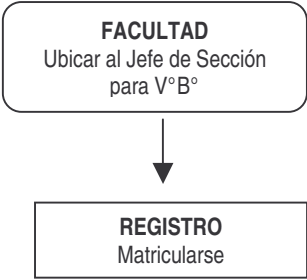 FACULTAD
Ubicar al Jefe de Sección
para V°B°
REGISTRO
Matricularse